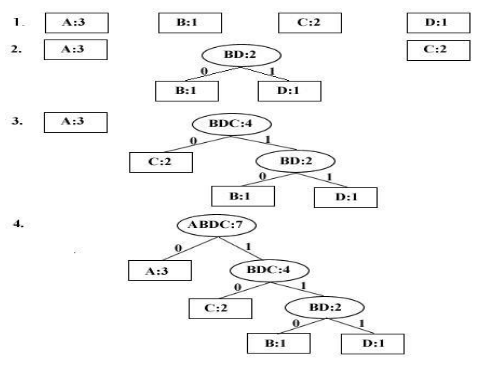 1. A:3 B:1 C:2 D:1
2. A:3 BD:2 C:2
0 1
B:1 D:1
3. A:3 BDC:4
0 1
C:2 BD:2
0 1
B:1 D:1
4. ABDC:7
0 1
A:3 BDC:4
0 1
C:2 BD:2
0 1
B:1 D:1